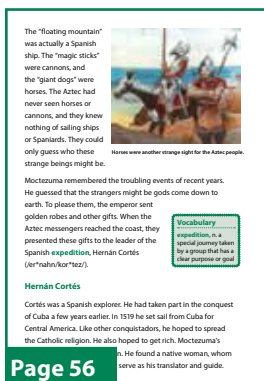 The "floating mountain"
was actually a Spanish
ship. The "magic sticks"
were cannons, and
the "giant dogs" were
horses. The Aztec had
never seen horses or
cannons, and they knew
nothing of sailing ships
or Spaniards. They could
only guess who these
strange beings might be.
Horses were another strange sight for the Aztec people.
Moctezuma remembered the troubling events of recent years.
He guessed that the strangers might be gods come down to
earth. To please them, the emperor sent
golden robes and other gifts. When the
Aztec messengers reached the coast, they
presented these gifts to the leader of the
Spanish expedition, Hernán Cortés
(/er*nahn/kor*tez/).
Vocabulary
expedition, n. a
special journey taken
by a group that has a
clear purpose or goal
Hernán Cortés
Cortés was a Spanish explorer. He had taken part in the conquest
of Cuba a few years earlier. In 1519 he set sail from Cuba for
Central America. Like other conquistadors, he hoped to spread
the Catholic religion. He also hoped to get rich. Moctezuma's
n. He found a native woman, whom
serve as his translator and guide.
Page 56